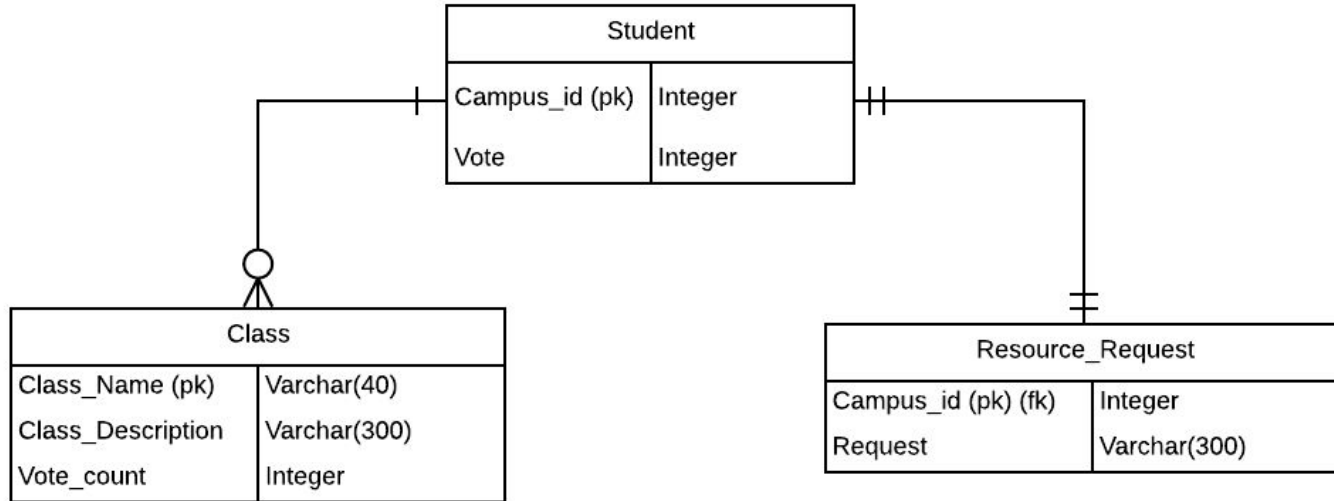 Student
Campus_id (pk) Integer
Vote Integer
Class
Class_Name (pk) Varchar(40)
Class_Description Varchar(300)
Vote_count Integer
Resource_Request
Campus_id (pk) (fk) Integer
Request Varchar(300)